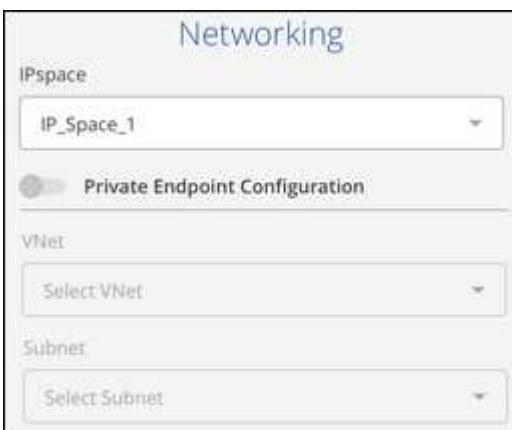 Networking
IPspace
IP_Space_1
Private Endpoint Configuration
VNet
Select VNet
Subnet
Select Subnet